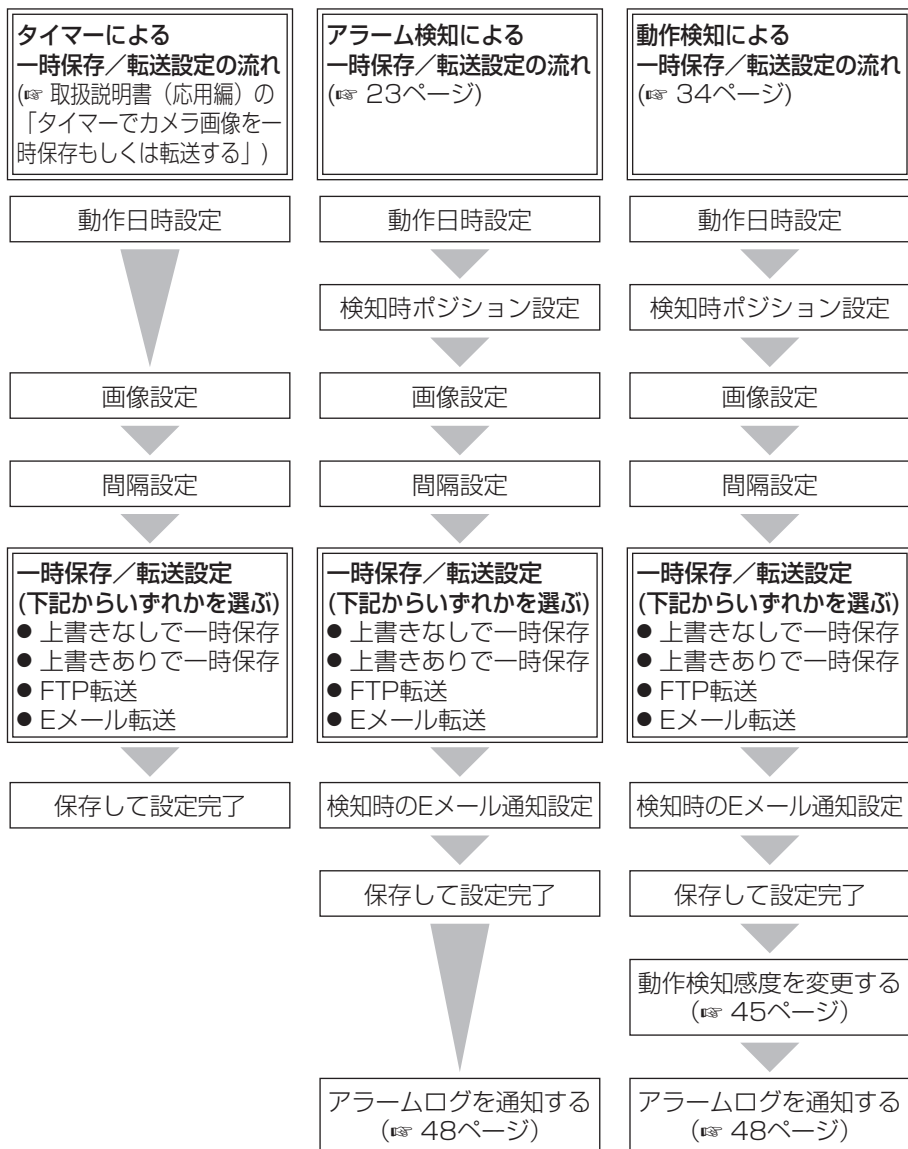 タイマーによる
一時保存／転送設定の流れ
(☞ 取扱説明書（応用編）の
「タイマーでカメラ画像を一
時保存もしくは転送する」)
動作日時設定
画像設定
間隔設定
一時保存／転送設定
(下記からいずれかを選ぶ)
● 上書きなしで一時保存
● 上書きありで一時保存
● FTP転送
● Eメール転送
保存して設定完了
アラーム検知による
一時保存／転送設定の流れ
(☞ 23ページ)
動作日時設定
検知時ポジション設定
画像設定
間隔設定
一時保存／転送設定
(下記からいずれかを選ぶ)
● 上書きなしで一時保存
● 上書きありで一時保存
● FTP転送
● Eメール転送
検知時のEメール通知設定
保存して設定完了
アラームログを通知する
(☞ 48ページ)
動作検知による
一時保存／転送設定の流れ
(☞ 34ページ)
動作日時設定
検知時ポジション設定
画像設定
間隔設定
一時保存／転送設定
(下記からいずれかを選ぶ)
● 上書きなしで一時保存
● 上書きありで一時保存
● FTP転送
● Eメール転送
検知時のEメール通知設定
保存して設定完了
動作検知感度を変更する
(☞ 45ページ)
アラームログを通知する
(☞ 48ページ)